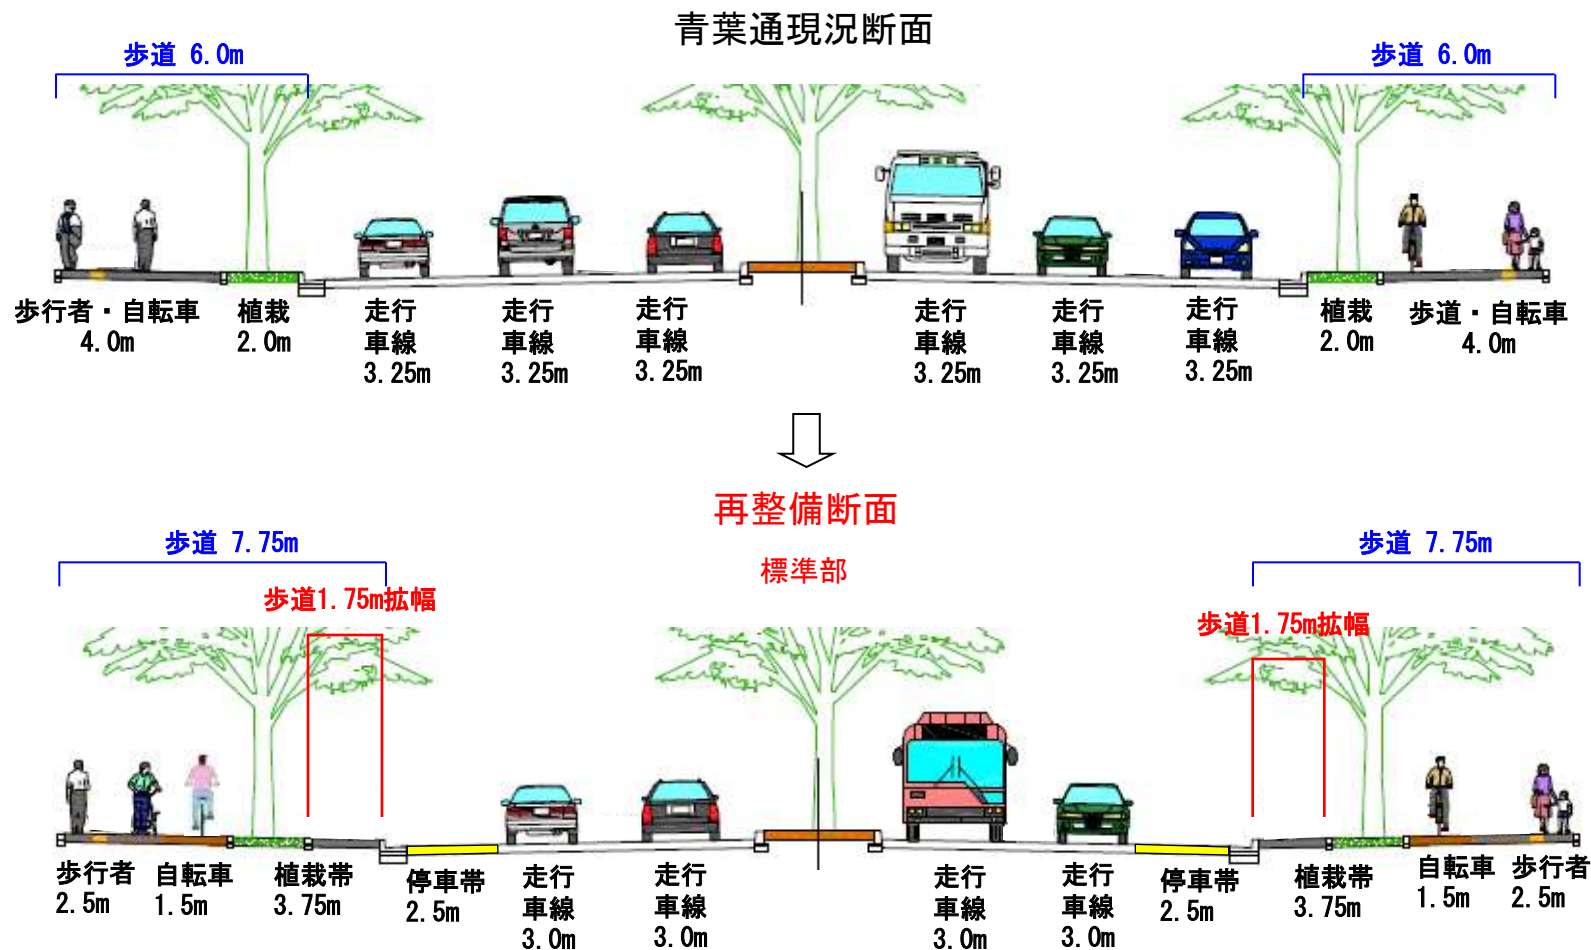 青葉通現況断面
歩道 6.0m
歩道 6.0m
歩行者・自転車
4.0m
植栽
2.0m
走行
車線
3.25m
走行
車線
3.25m
走行
車線
3.25m
走行
車線
3.25m
走行
車線
3.25m
走行
車線
3.25m
植栽
2.0m
歩道・自転車
4.0m
再整備断面
標準部
歩道 7.75m
歩道 7.75m
歩道1.75m拡幅
歩道1.75m拡幅
歩行者
2.5m
自転車
1.5m
植栽帯
3.75m
停車帯
2.5m
走行
車線
3.0m
走行
車線
3.0m
走行
車線
3.0m
走行
車線
3.0m
停車帯
2.5m
植栽帯
3.75m
自転車
1.5m
歩行者
2.5m